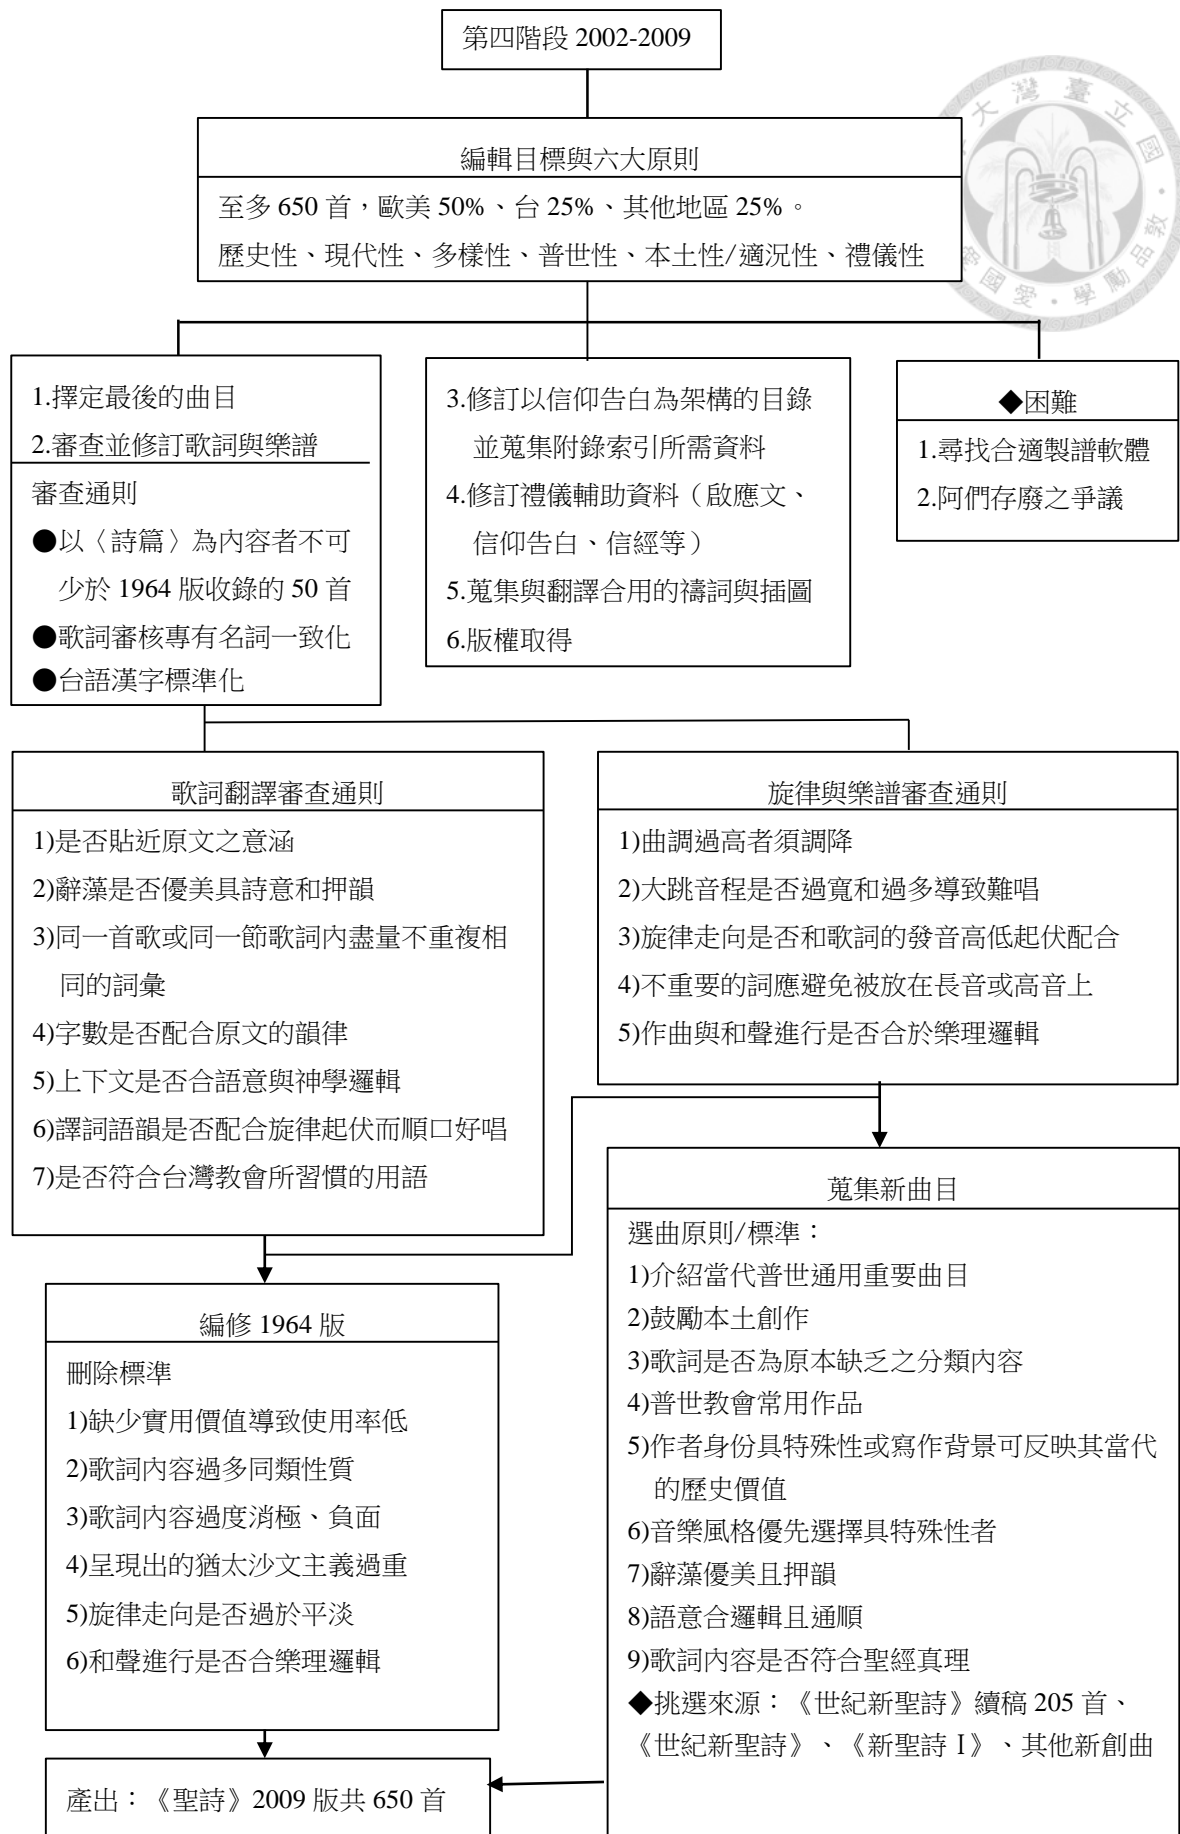 第四階段 2002-2009
編輯目標與六大原則
至多 650 首，歐美 50%、台 25%、其他地區 25%。
歷史性、現代性、多樣性、普世性、本土性/適況性、禮儀性
1.擇定最後的曲目
2.審查並修訂歌詞與樂譜
審查通則
●以〈詩篇〉為內容者不可
少於 1964 版收錄的 50 首
●歌詞審核專有名詞一致化
●台語漢字標準化
3.修訂以信仰告白為架構的目錄
並蒐集附錄索引所需資料
4.修訂禮儀輔助資料（啟應文、
信仰告白、信經等）
5.蒐集與翻譯合用的禱詞與插圖
6.版權取得
◆困難
1.尋找合適製譜軟體
2.阿們存廢之爭議
歌詞翻譯審查通則
1)是否貼近原文之意涵
2)辭藻是否優美具詩意和押韻
3)同一首歌或同一節歌詞內盡量不重複相
同的詞彙
4)字數是否配合原文的韻律
5)上下文是否合語意與神學邏輯
6)譯詞語韻是否配合旋律起伏而順口好唱
7)是否符合台灣教會所習慣的用語
旋律與樂譜審查通則
1)曲調過高者須調降
2)大跳音程是否過寬和過多導致難唱
3)旋律走向是否和歌詞的發音高低起伏配合
4)不重要的詞應避免被放在長音或高音上
5)作曲與和聲進行是否合於樂理邏輯
編修 1964 版
刪除標準
1)缺少實用價值導致使用率低
2)歌詞內容過多同類性質
3)歌詞內容過度消極、負面
4)呈現出的猶太沙文主義過重
5)旋律走向是否過於平淡
6)和聲進行是否合樂理邏輯
蒐集新曲目
選曲原則/標準：
1)介紹當代普世通用重要曲目
2)鼓勵本土創作
3)歌詞是否為原本缺乏之分類內容
4)普世教會常用作品
5)作者身份具特殊性或寫作背景可反映其當代
的歷史價值
6)音樂風格優先選擇具特殊性者
7)辭藻優美且押韻
8)語意合邏輯且通順
9)歌詞內容是否符合聖經真理
◆挑選來源：《世紀新聖詩》續稿 205 首、
《世紀新聖詩》、《新聖詩 I》、其他新創曲
產出：《聖詩》2009 版共 650 首
國立臺灣大
敦品勵學・愛國愛